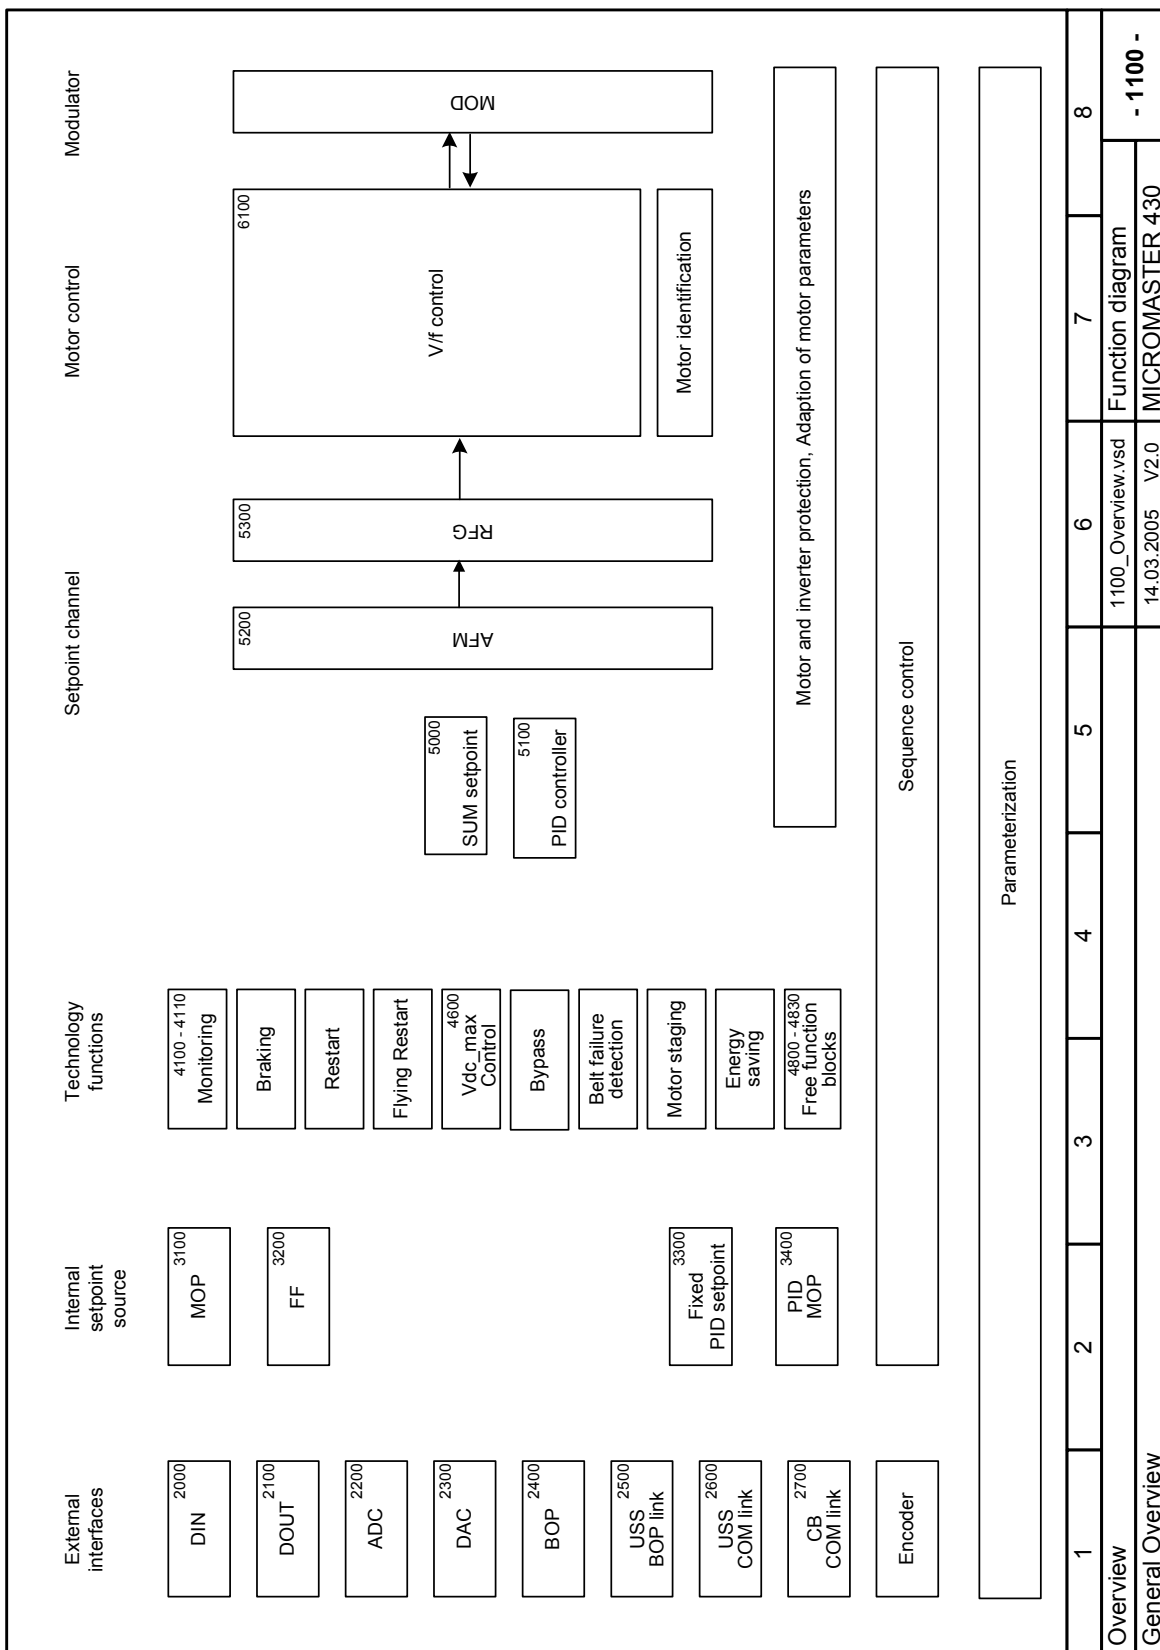 External
interfaces
Internal
setpoint
source
Technology
functions
Setpoint channel
Motor control
Modulator
2000
DIN
2100
DOUT
2200
ADC
2300
DAC
2400
BOP
2500
USS
BOP link
2600
USS
COM link
2700
CB
COM link
Encoder
3100
MOP
3200
FF
3300
Fixed
PID setpoint
3400
PID
MOP
4100 - 4110
Monitoring
Braking
Restart
Flying Restart
4600
Vdc_max
Control
Bypass
Belt failure
detection
Motor staging
Energy
saving
4800 - 4830
Free function
blocks
5000
SUM setpoint
5100
PID controller
5200
AFM
5300
RFG
6100
V/f control
Motor identification
MOD
Motor and inverter protection, Adaption of motor parameters
Sequence control
Parameterization
1 2 3 4 5 6 7 8
Overview
1100_Overview.vsd
Function diagram
- 1100 -
General Overview
14.03.2005 V2.0
MICROMASTER 430